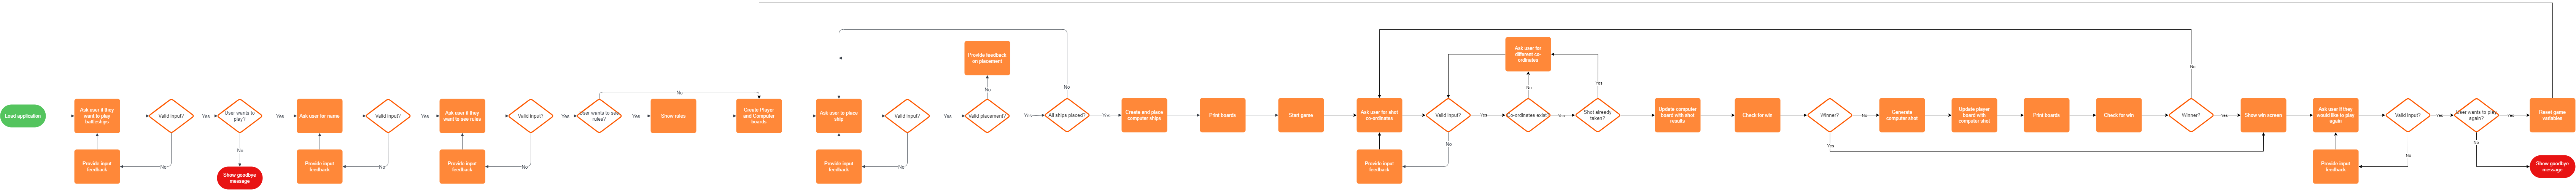 Load application
Ask user if they
want to play
battleships
Valid input?
Yes
No
Provide input
feedback
User wants to
play?
Yes
No
Show goodbye
message
Ask user for name
Valid input?
Yes
No
Provide input
feedback
Ask user if they
want to see rules
Valid input?
Yes
No
Provide input
feedback
User wants to see
rules?
No
Yes
Show rules
Create Player
and Computer
boards
Ask user to place
ship
Valid input?
Yes
No
Provide input
feedback
Valid placement?
No
Yes
Provide feedback
on placement
All ships placed?
No
Yes
Create and place
computer ships
Print boards
Start game
Ask user for shot
co-ordinates
Valid input?
Yes
No
Provide input
feedback
Co-ordinates exist?
No
Yes
Ask user for
different co-
ordinates
Shot already
taken?
Yes
No
Update computer
board with shot
results
Check for win
Winner?
No
Yes
Generate
computer shot
Update player
board with
computer shot
Print boards
Check for win
Winner?
No
Yes
Show win screen
Ask user if they
would like to play
again
Valid input?
Yes
No
Provide input
feedback
User wants to play
again?
Yes
No
Reset game
variables
Show goodbye
message